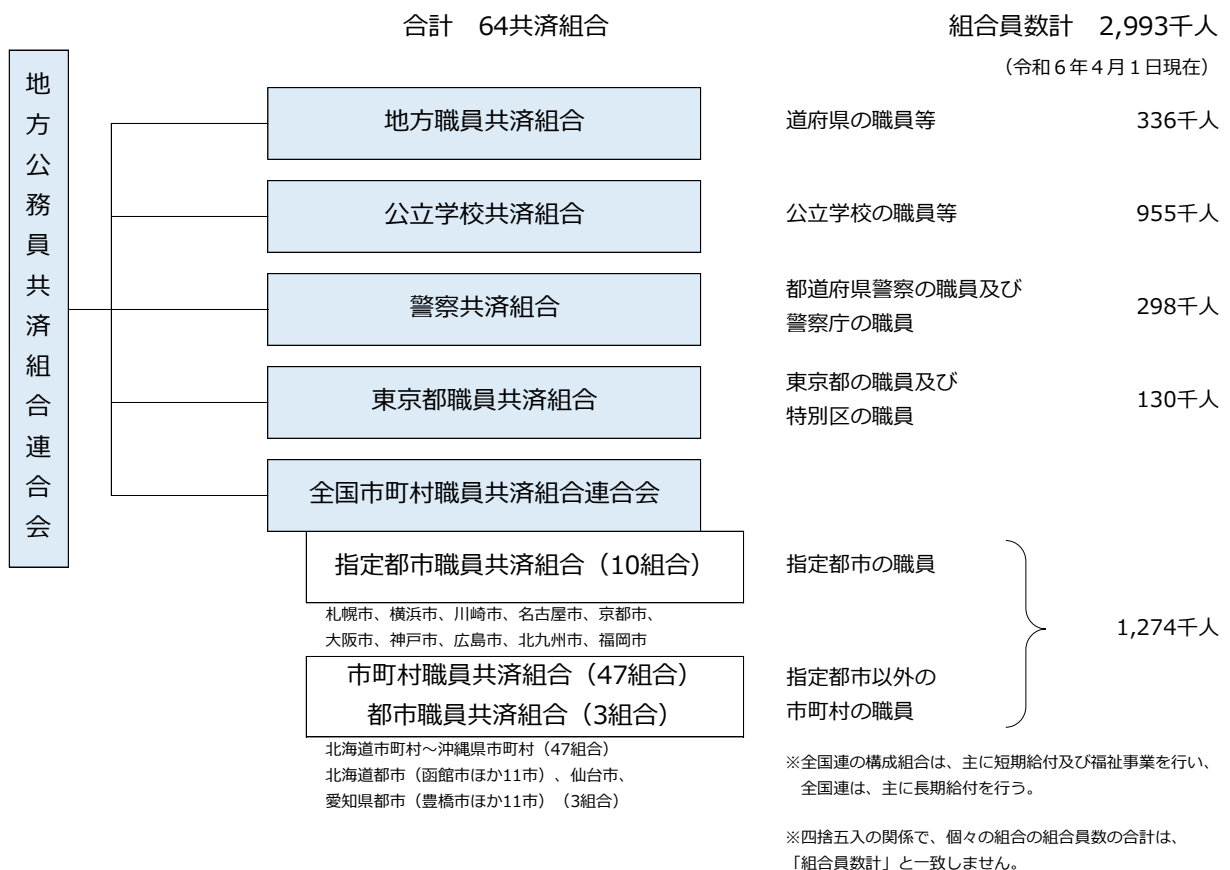 合計　64共済組合
組合員数計　2,993千人
（令和６年４月１日現在）
地方公務員共済組合連合会
地方職員共済組合
道府県の職員等
336千人
公立学校共済組合
公立学校の職員等
955千人
警察共済組合
都道府県警察の職員及び
警察庁の職員
298千人
東京都職員共済組合
東京都の職員及び
特別区の職員
130千人
全国市町村職員共済組合連合会
指定都市職員共済組合（10組合）
指定都市の職員
札幌市、横浜市、川崎市、名古屋市、京都市、
大阪市、神戸市、広島市、北九州市、福岡市
1,274千人
市町村職員共済組合（47組合）
都市職員共済組合（3組合）
指定都市以外の
市町村の職員
北海道市町村～沖縄県市町村（47組合）
北海道都市（函館市ほか11市）、仙台市、
愛知県都市（豊橋市ほか11市）（3組合）
※全国連の構成組合は、主に短期給付及び福祉事業を行い、
全国連は、主に長期給付を行う。
※四捨五入の関係で、個々の組合の組合員数の合計は、
「組合員数計」と一致しません。